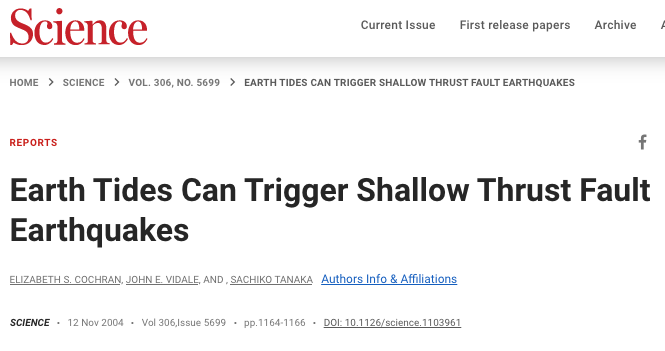 Science
Current Issue First release papers Archive A
HOME > SCIENCE > VOL. 306, NO. 5699 > EARTH TIDES CAN TRIGGER SHALLOW THRUST FAULT EARTHQUAKES
REPORTS
Earth Tides Can Trigger Shallow Thrust Fault
Earthquakes
ELIZABETH S. COCHRAN, JOHN E. VIDALE, AND , SACHIKO TANAKA Authors Info & Affiliations
SCIENCE · 12 Nov 2004 · Vol 306, Issue 5699 · pp.1164-1166 · DOI: 10.1126/science.1103961